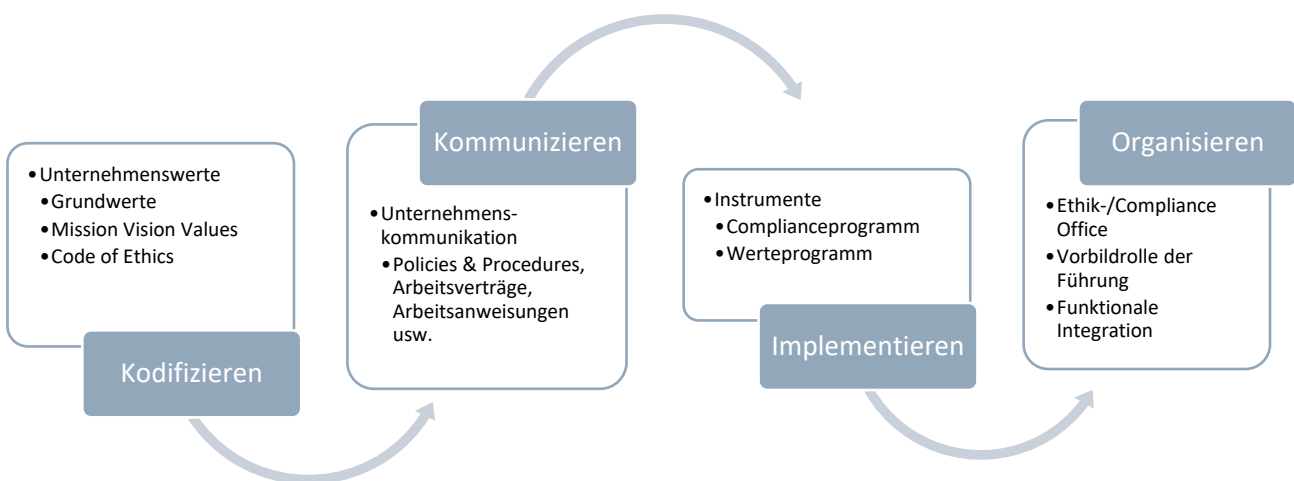 • Unternehmenswerte
• Grundwerte
• Mission Vision Values
• Code of Ethics
Kodifizieren
Kommunizieren
• Unternehmens-
kommunikation
• Policies & Procedures,
Arbeitsverträge,
Arbeitsanweisungen
usw.
• Instrumente
• Complianceprogramm
• Werteprogramm
Implementieren
Organisieren
• Ethik-/Compliance
Office
• Vorbildrolle der
Führung
• Funktionale
Integration